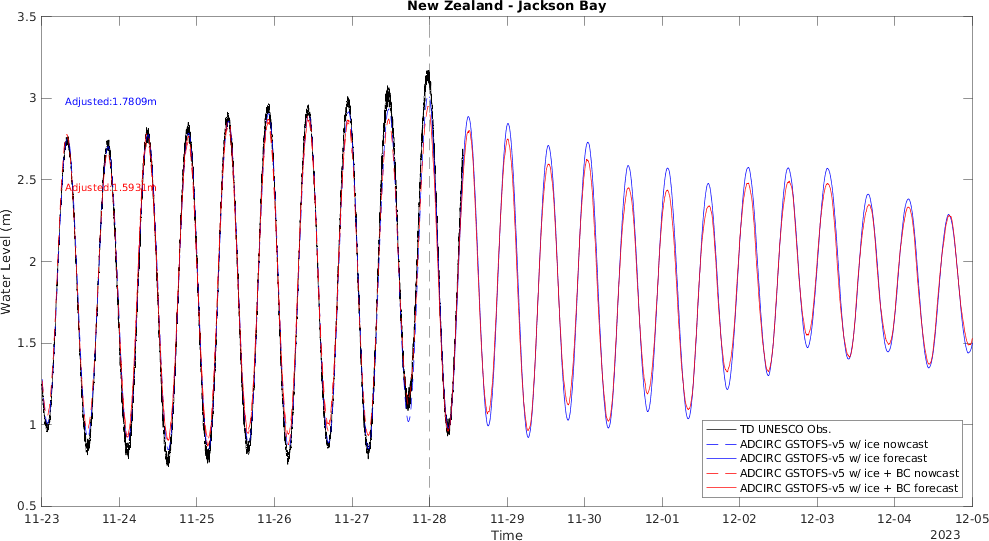 New Zealand - Jackson Bay
3.5
3
2.5
2
1.5
1
0.5
Water Level (m)
Adjusted:1.7809m
Adjusted:1.5931m
TD UNESCO Obs.
ADCIRC GSTOFS-v5 w/ ice nowcast
ADCIRC GSTOFS-v5 w/ ice forecast
ADCIRC GSTOFS-v5 w/ ice + BC nowcast
ADCIRC GSTOFS-v5 w/ ice + BC forecast
11-23 11-24 11-25 11-26 11-27 11-28 11-29 11-30 12-01 12-02 12-03 12-04 12-05
Time
2023